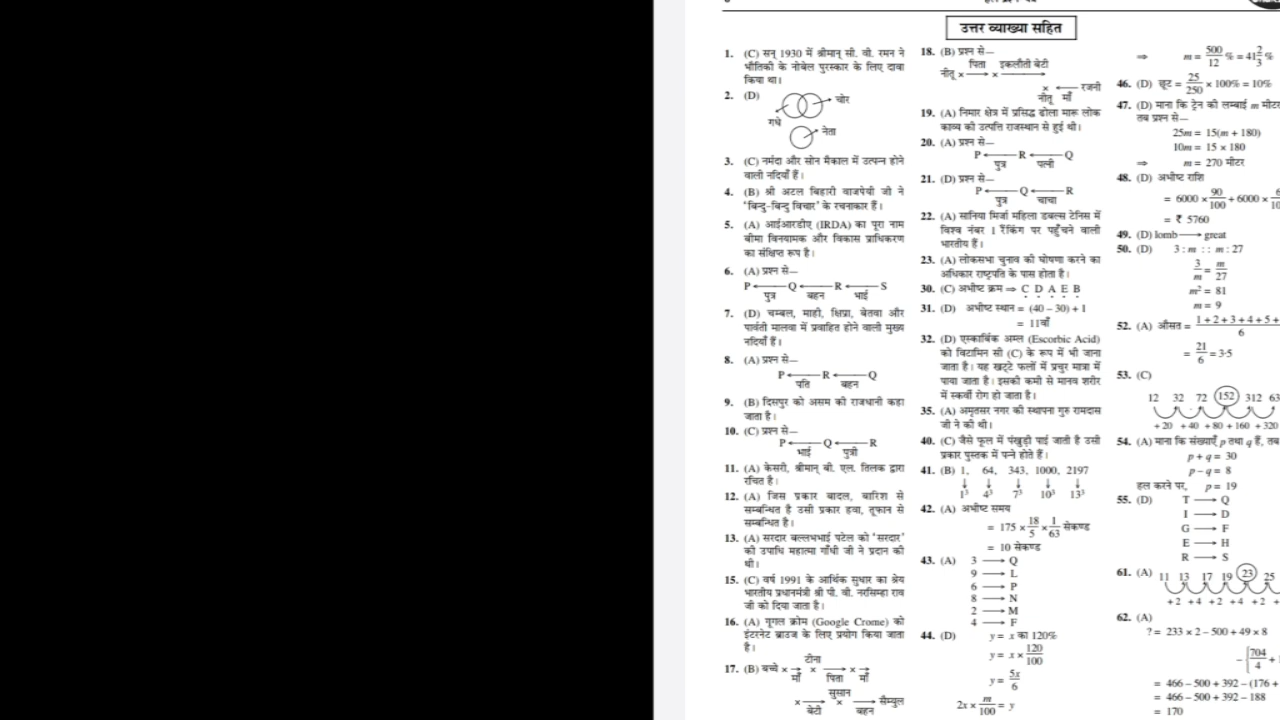 उत्तर व्याख्या सहित
1. (C) सन् 1930 में श्रीमान् सी. वी. रमन ने
भौतिकी के नोबेल पुरस्कार के लिए दावा
किया था।
2. (D)
चोर
गधे
नेता
3. (C) नर्मदा और सोन मैकाल में उत्पन्न होने
वाली नदियाँ हैं।
4. (B) श्री अटल बिहारी वाजपेयी जी ने
'बिन्दु-बिन्दु विचार' के रचनाकार हैं।
5. (A) आईआरडीए (IRDA) का पूरा नाम
बीमा विनयामक और विकास प्राधिकरण
का संक्षिप्त रूप है।
6. (A) प्रश्न से—
P ← Q ← R ← S
पुत्र बहन भाई
7. (D) चम्बल, माही, क्षिप्रा, बेतवा और
पार्वती मालवा में प्रवाहित होने वाली मुख्य
नदियाँ हैं।
8. (A) प्रश्न से—
P ← R ← Q
पति बहन
9. (B) दिसपुर को असम की राजधानी कहा
जाता है।
10. (C) प्रश्न से—
P ← Q ← R
भाई पुत्री
11. (A) केसरी, श्रीमान् बी. एल. तिलक द्वारा
रचित है।
12. (A) जिस प्रकार बादल, बारिश से
सम्बन्धित है उसी प्रकार हवा, तूफान से
सम्बन्धित है।
13. (A) सरदार बल्लभभाई पटेल को 'सरदार'
की उपाधि महात्मा गाँधी जी ने प्रदान की
थी।
15. (C) वर्ष 1991 के आर्थिक सुधार का श्रेय
भारतीय प्रधानमंत्री श्री पी. वी. नरसिम्हा राव
जी को दिया जाता है।
16. (A) गूगल क्रोम (Google Crome) को
इंटरनेट ब्राउज के लिए प्रयोग किया जाता
है।
टीना
17. (B) बच्चे × → × → × → ×
माँ पिता माँ
सुसान
× → × → सैम्युल
बेटी बहन
18. (B) प्रश्न से—
पिता इकलौती बेटी
नीतू × → × →
× ← रजनी
नीतू माँ
19. (A) निमार क्षेत्र में प्रसिद्ध ढोला मारू लोक
काव्य की उत्पत्ति राजस्थान से हुई थी।
20. (A) प्रश्न से—
P ← R ← Q
पुत्र पत्नी
21. (D) प्रश्न से—
P ← Q ← R
पुत्र चाचा
22. (A) सानिया मिर्जा महिला डबल्स टेनिस में
विश्व नंबर 1 रैंकिंग पर पहुँचने वाली
भारतीय हैं।
23. (A) लोकसभा चुनाव की घोषणा करने का
अधिकार राष्ट्रपति के पास होता है।
30. (C) अभीष्ट क्रम ⇒ C D A E B
31. (D) अभीष्ट स्थान = (40 – 30) + 1
= 11वाँ
32. (D) एस्कार्बिक अम्ल (Escorbic Acid)
को विटामिन सी (C) के रूप में भी जाना
जाता है। यह खट्टे फलों में प्रचुर मात्रा में
पाया जाता है। इसकी कमी से मानव शरीर
में स्कर्वी रोग हो जाता है।
35. (A) अमृतसर नगर की स्थापना गुरु रामदास
जी ने की थी।
40. (C) जैसे फूल में पंखुड़ी पाई जाती है उसी
प्रकार पुस्तक में पन्ने होते हैं।
41. (B) 1, 64, 343, 1000, 2197
↓ ↓ ↓ ↓ ↓
1³ 4³ 7³ 10³ 13³
42. (A) अभीष्ट समय
= 175 × 18/5 × 1/63 सेकण्ड
= 10 सेकण्ड
43. (A) 3 → Q
9 → L
6 → P
8 → N
2 → M
4 → F
44. (D) y = x का 120%
y = x × 120/100
y = 5x/6
2x × m/100 = y
⇒ m = 500/12 % = 41 2/3 %
46. (D) छूट = 25/250 × 100% = 10%
47. (D) माना कि ट्रेन की लम्बाई m मीटर
तब प्रश्न से—
25m = 15(m + 180)
10m = 15 × 180
⇒ m = 270 मीटर
48. (D) अभीष्ट राशि
= 6000 × 90/100 + 6000 ×
= ₹ 5760
49. (D) lomb → great
50. (D) 3 : m : : m : 27
3/m = m/27
m² = 81
m = 9
52. (A) औसत = 1 + 2 + 3 + 4 + 5 +/6
= 21/6 = 3·5
53. (C)
12 32 72 152 312 63
+ 20 + 40 + 80 + 160 + 320
54. (A) माना कि संख्याएँ p तथा q हैं, तब
p + q = 30
p – q = 8
हल करने पर, p = 19
55. (D) T → Q
I → D
G → F
E → H
R → S
61. (A) 11 13 17 19 23 25
+ 2 + 4 + 2 + 4 + 2 +
62. (A)
? = 233 × 2 – 500 + 49 × 8
– [704/4 +
= 466 – 500 + 392 – (176 +
= 466 – 500 + 392 – 188
= 170